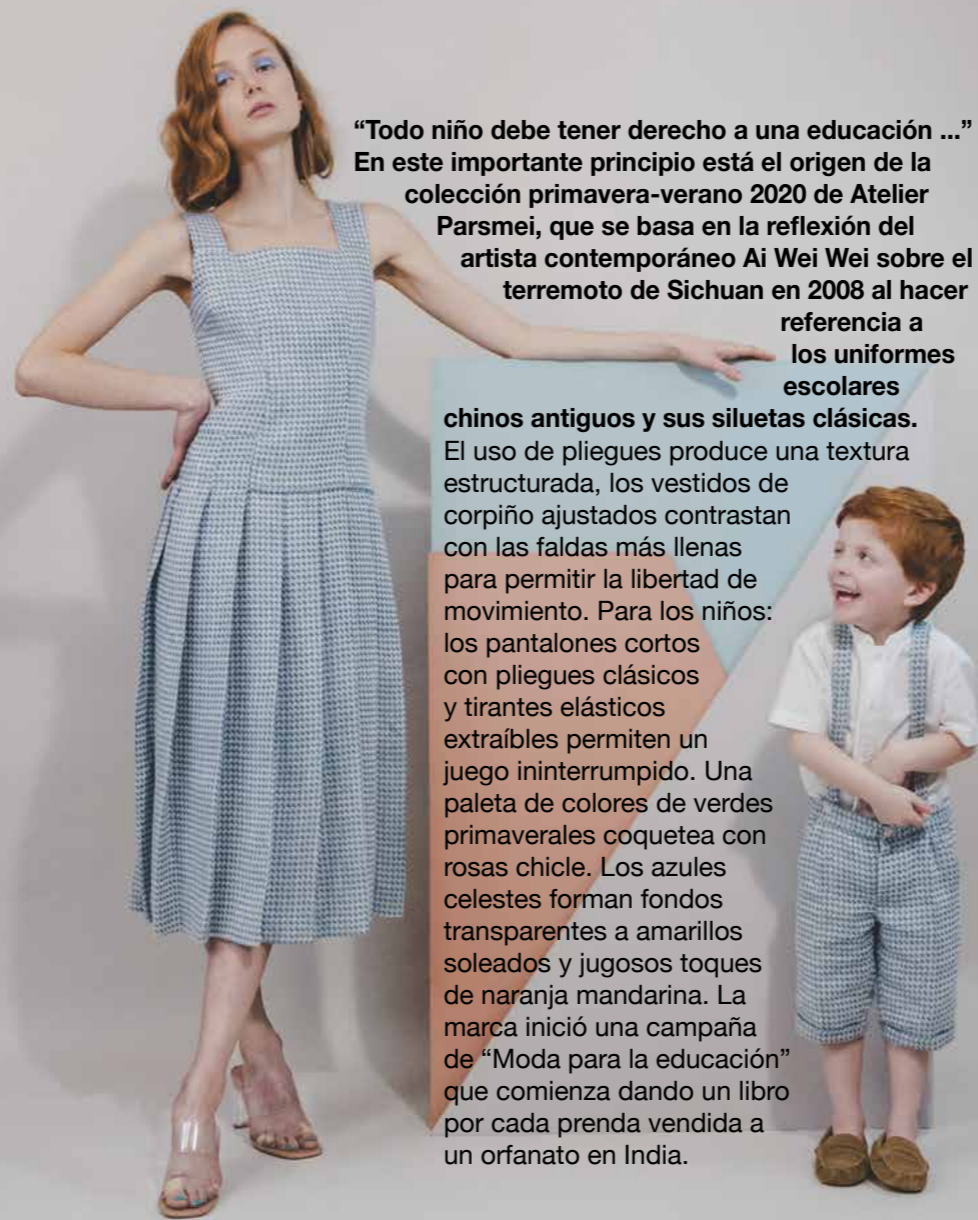 “Todo niño debe tener derecho a una educación ...”
En este importante principio está el origen de la
colección primavera-verano 2020 de Atelier
Parsmei, que se basa en la reflexión del
artista contemporáneo Ai Wei Wei sobre el
terremoto de Sichuan en 2008 al hacer
referencia a
los uniformes
escolares
chinos antiguos y sus siluetas clásicas.
El uso de pliegues produce una textura
estructurada, los vestidos de
corpiño ajustados contrastan
con las faldas más llenas
para permitir la libertad de
movimiento. Para los niños:
los pantalones cortos
con pliegues clásicos
y tirantes elásticos
extraíbles permiten un
juego ininterrumpido. Una
paleta de colores de verdes
primaverales coquetea con
rosas chicle. Los azules
celestes forman fondos
transparentes a amarillos
soleados y jugosos toques
de naranja mandarina. La
marca inició una campaña
de “Moda para la educación”
que comienza dando un libro
por cada prenda vendida a
un orfanato en India.